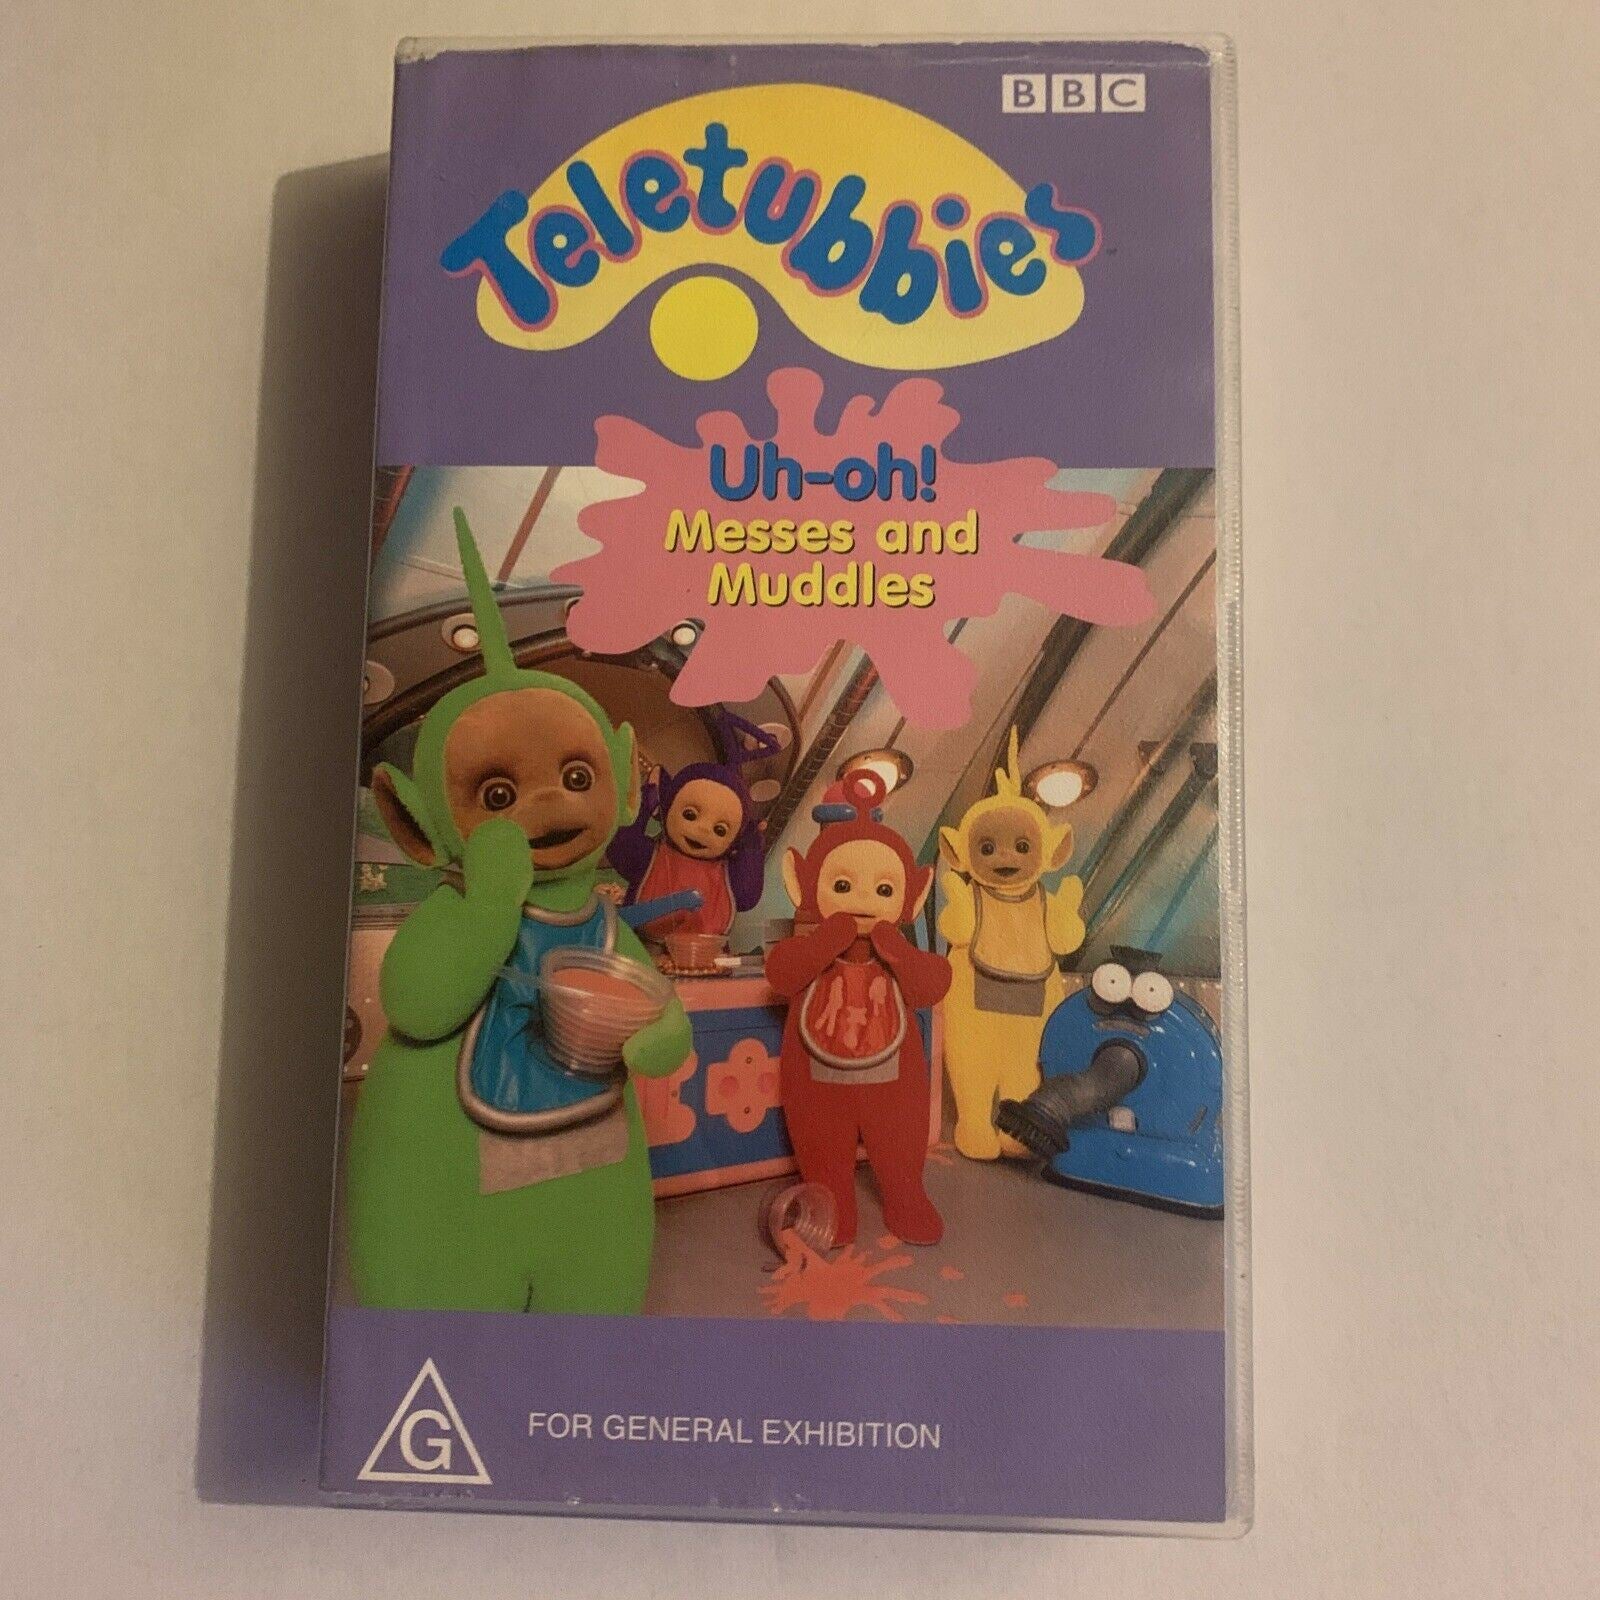 BBC
Teletubbies
Uh-oh!
Messes and
Muddles
G
FOR GENERAL EXHIBITION